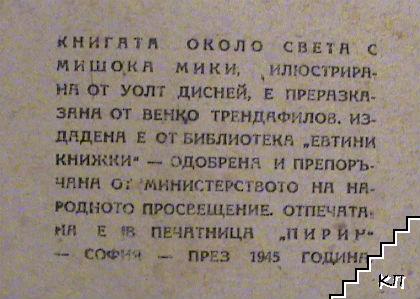 КНИГАТА ОКОЛО СВЕТА С
МИШОКА МИКИ, ИЛЮСТРИРА-
НА ОТ УОЛТ ДИСНЕЙ, Е ПРЕРАЗКА-
ЗАНА ОТ ВЕНКО ТРЕНДАФИЛОВ. ИЗ-
ДАДЕНА Е ОТ БИБЛИОТЕКА „ЕВТИНИ
КНИЖКИ“ — ОДОБРЕНА И ПРЕПОРЪ-
ЧАНА ОТ МИНИСТЕРСТВОТО НА НА-
РОДНОТО ПРОСВЕЩЕНИЕ. ОТПЕЧАТА-
НА Е В ПЕЧАТНИЦА „ПИРИН“
— СОФИЯ — ПРЕЗ 1945 ГОДИНА
КЛ